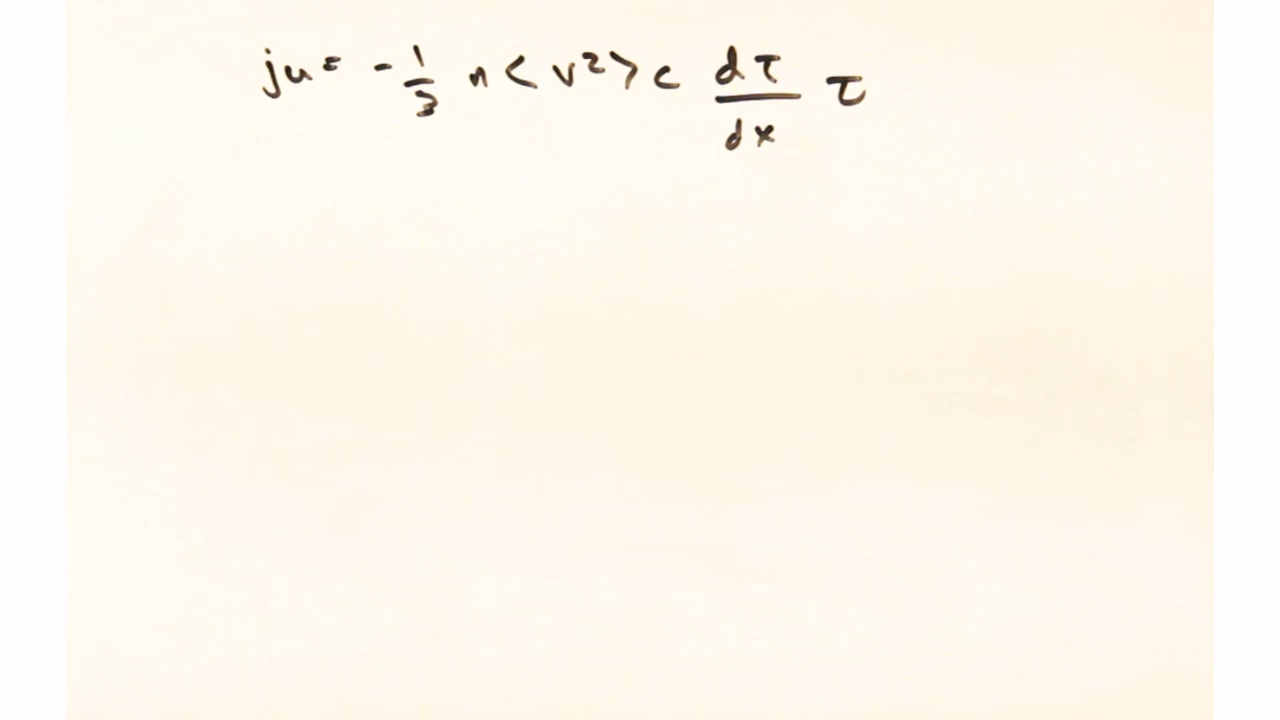 ju = - 1/3 n < v² > c dτ/dx τ